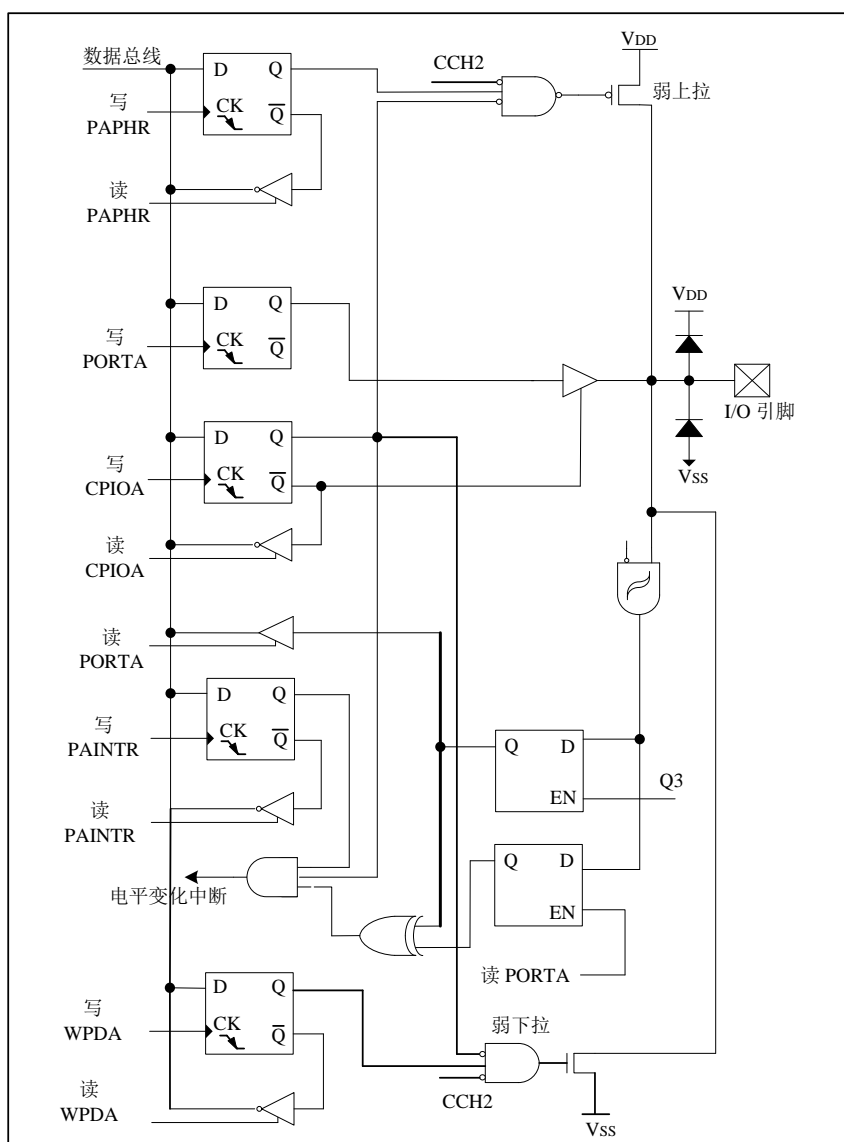 数据总线
D Q
CK Q
写
PAPHR
读
PAPHR
CCH2
VDD
弱上拉
D Q
CK Q
写
PORTA
VDD
I/O 引脚
VSS
D Q
CK Q
写
CPIOA
读
CPIOA
读
PORTA
D Q
CK Q
写
PAINTR
读
PAINTR
Q D
EN
Q3
Q D
EN
读 PORTA
电平变化中断
D Q
CK Q
写
WPDA
读
WPDA
弱下拉
CCH2
VSS